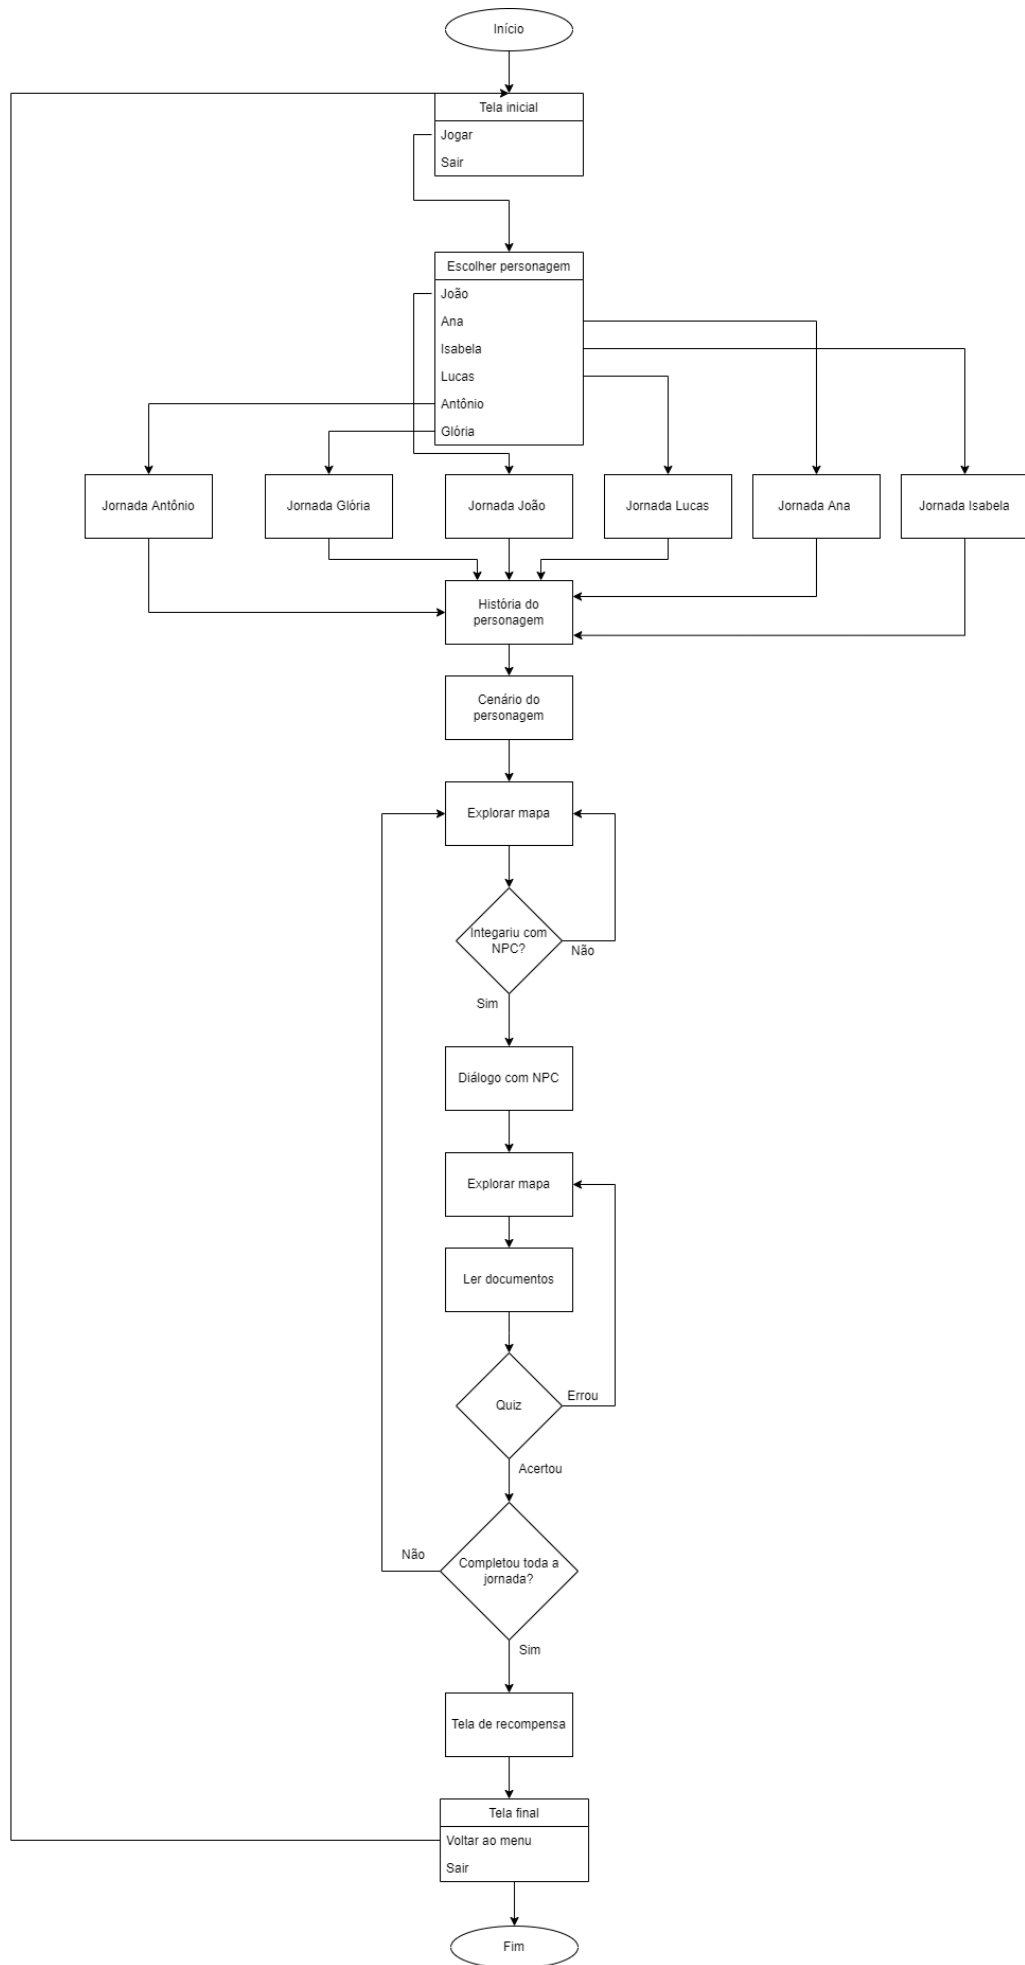 Início
Tela inicial
Jogar
Sair
Escolher personagem
João
Ana
Isabela
Lucas
Antônio
Glória
Jornada Antônio
Jornada Glória
Jornada João
Jornada Lucas
Jornada Ana
Jornada Isabela
História do
personagem
Cenário do
personagem
Explorar mapa
Integariu com
NPC?
Não
Sim
Diálogo com NPC
Explorar mapa
Ler documentos
Quiz
Errou
Acertou
Completou toda a
jornada?
Não
Sim
Tela de recompensa
Tela final
Voltar ao menu
Sair
Fim